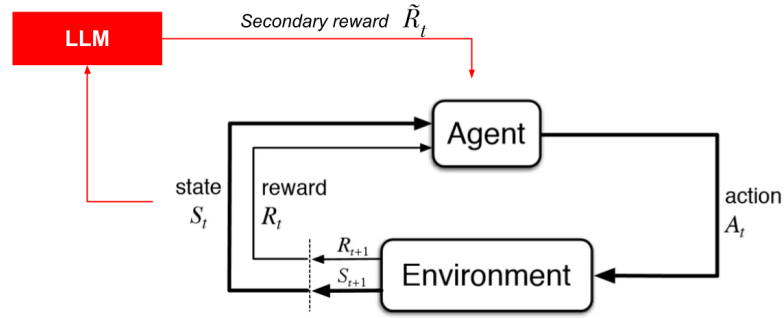 Secondary reward R̃ₜ
LLM
Agent
state
Sₜ
reward
Rₜ
action
Aₜ
Rₜ₊₁
Sₜ₊₁
Environment